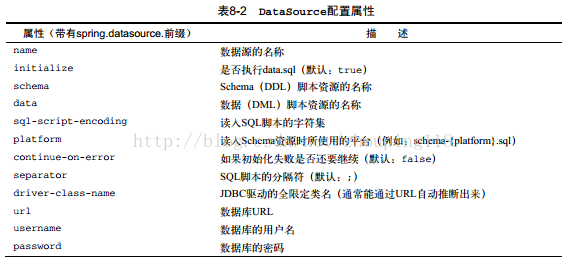 表8-2 DataSource配置属性
属性（带有spring.datasource.前缀） 描 述
name 数据源的名称
initialize 是否执行data.sql（默认：true）
schema Schema（DDL）脚本资源的名称
data 数据（DML）脚本资源的名称
sql-script-encoding 读入SQL脚本的字符集
platform 读入Schema资源时所使用的平台（例如：schema-{platform}.sql）
continue-on-error 如果初始化失败是否还要继续（默认：false）
separator SQL脚本的分隔符（默认：;）
driver-class-name JDBC驱动的全限定类名（通常能通过URL自动推断出来）
url 数据库URL
username 数据库的用户名
password 数据库的密码